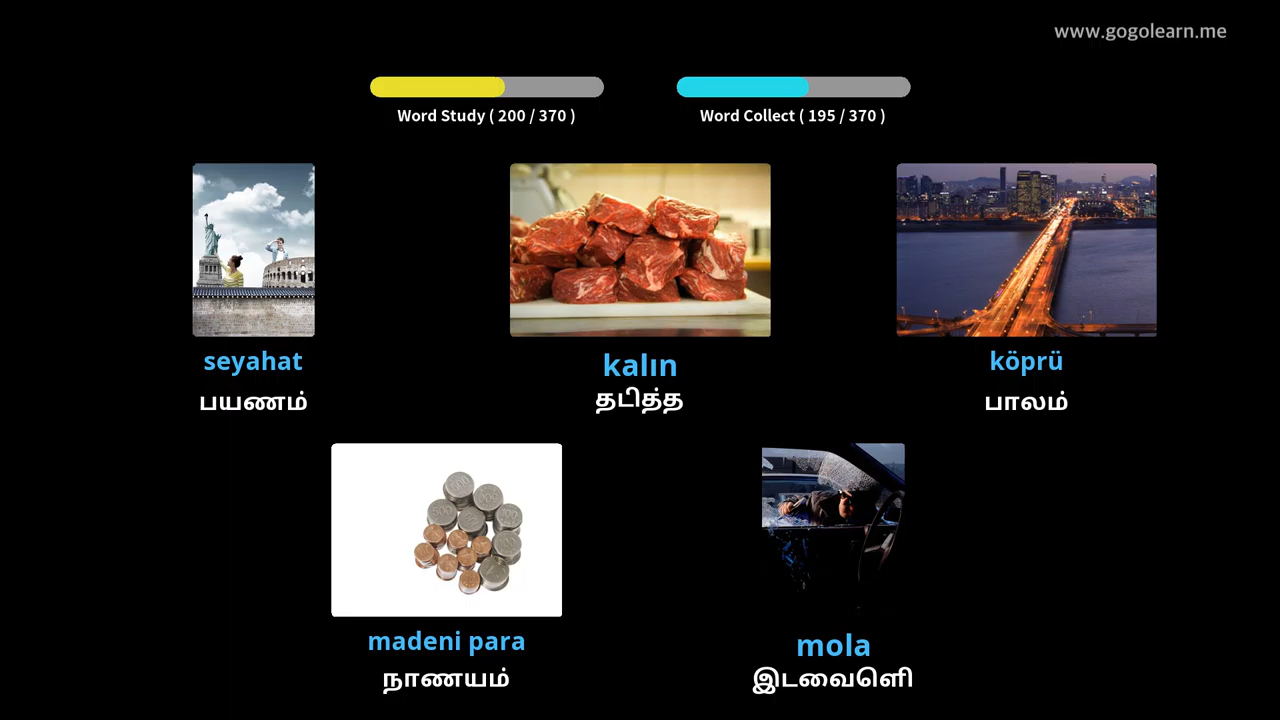 www.gogolearn.me
Word Study ( 200 / 370 )
Word Collect ( 195 / 370 )
seyahat
பயணம்
kalın
தடித்த
köprü
பாலம்
madeni para
நாணயம்
mola
இடைவெளி